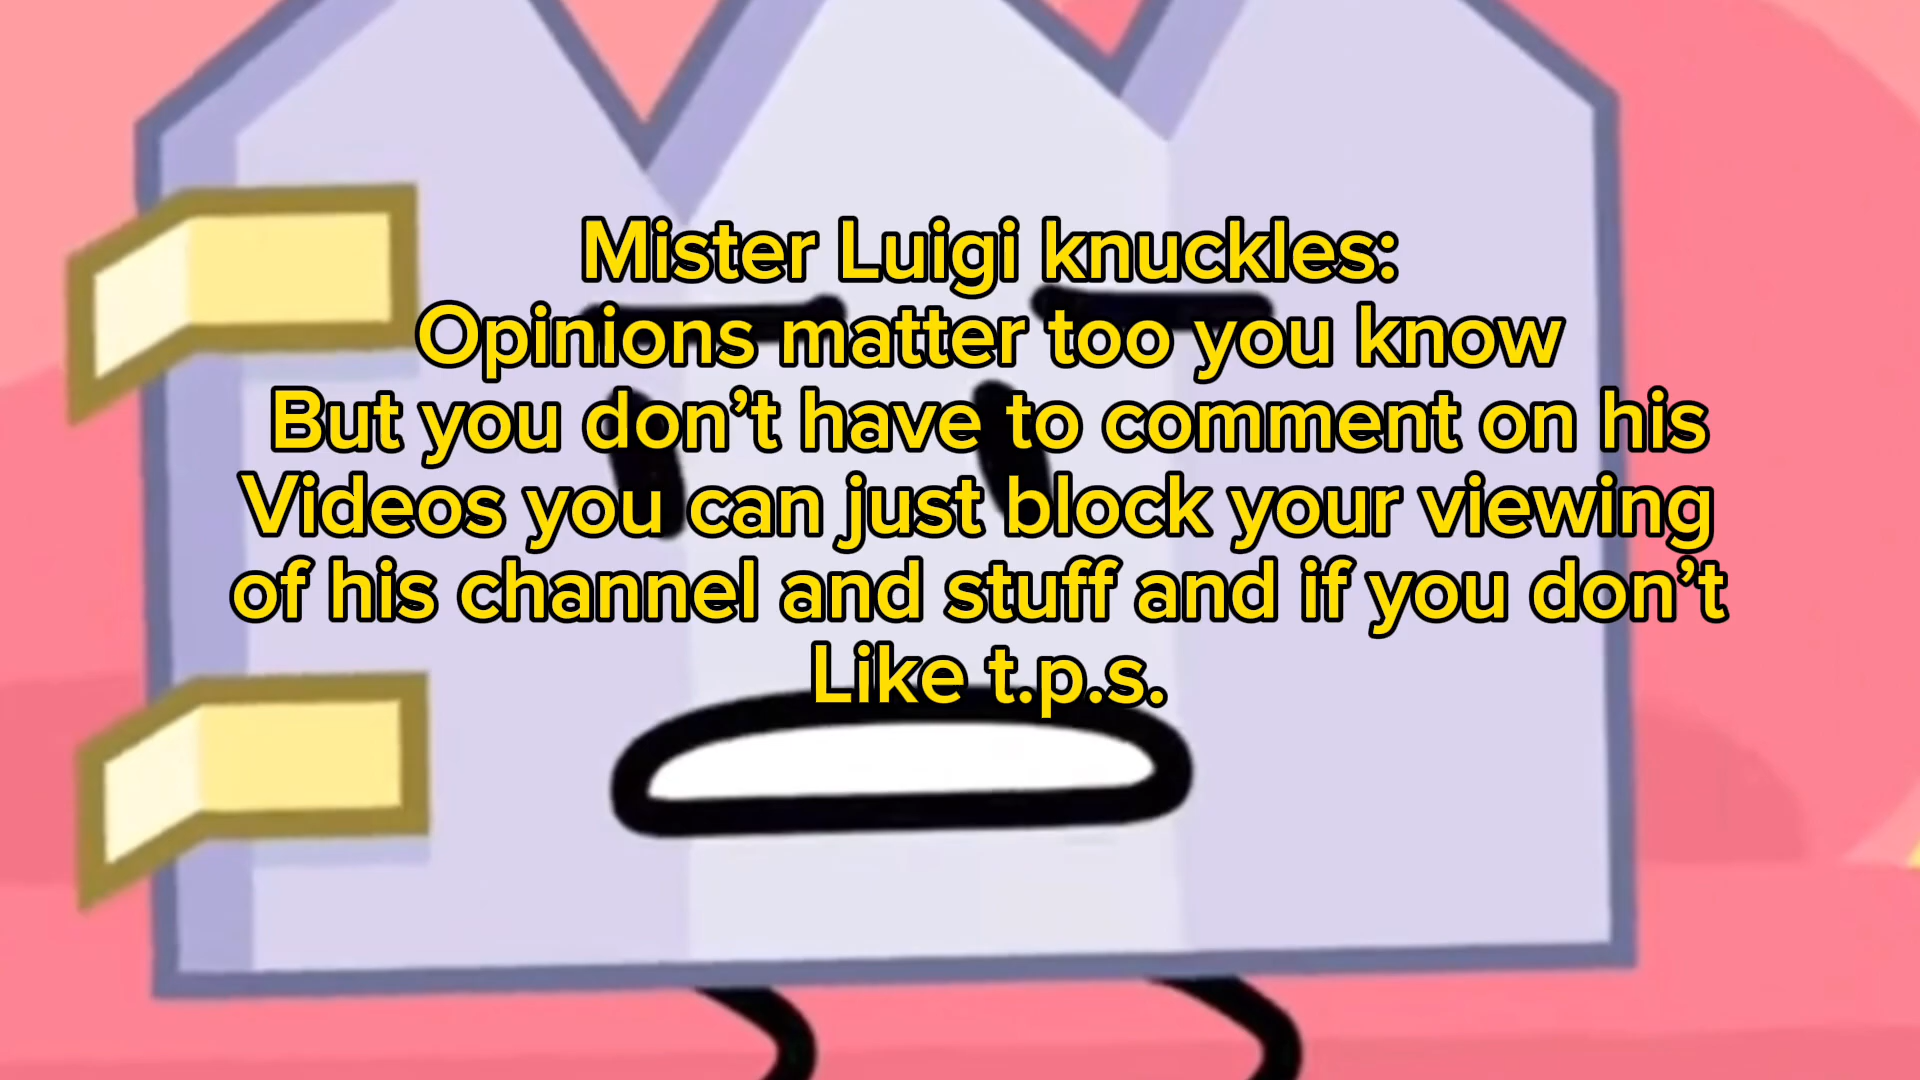 Mister Luigi knuckles:
Opinions matter too you know
But you don’t have to comment on his
Videos you can just block your viewing
of his channel and stuff and if you don’t
Like t.p.s.